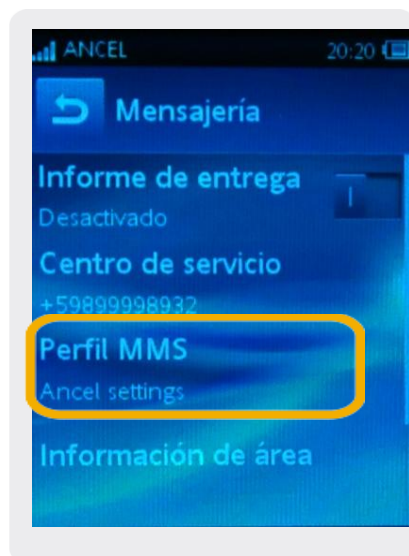 ANCEL 20:20
Mensajería
Informe de entrega
Desactivado
Centro de servicio
+59899998932
Perfil MMS
Ancel settings
Información de área